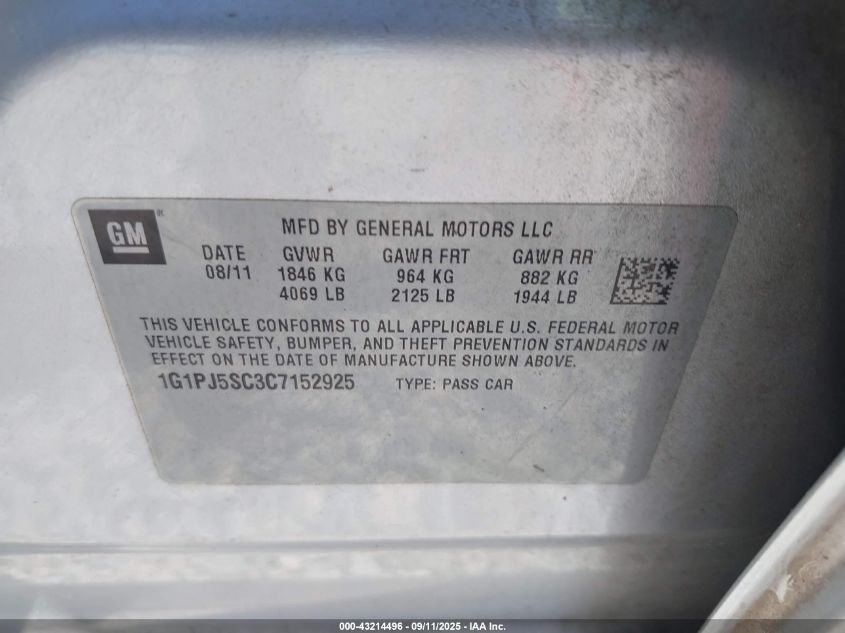 GM
MFD BY GENERAL MOTORS LLC
DATE GVWR GAWR FRT GAWR RR
08/11 1846 KG 964 KG 882 KG
4069 LB 2125 LB 1944 LB
THIS VEHICLE CONFORMS TO ALL APPLICABLE U.S. FEDERAL MOTOR
VEHICLE SAFETY, BUMPER, AND THEFT PREVENTION STANDARDS IN
EFFECT ON THE DATE OF MANUFACTURE SHOWN ABOVE.
1G1PJ5SC3C7152925 TYPE: PASS CAR
000-43214496 - 09/11/2025 - IAA Inc.